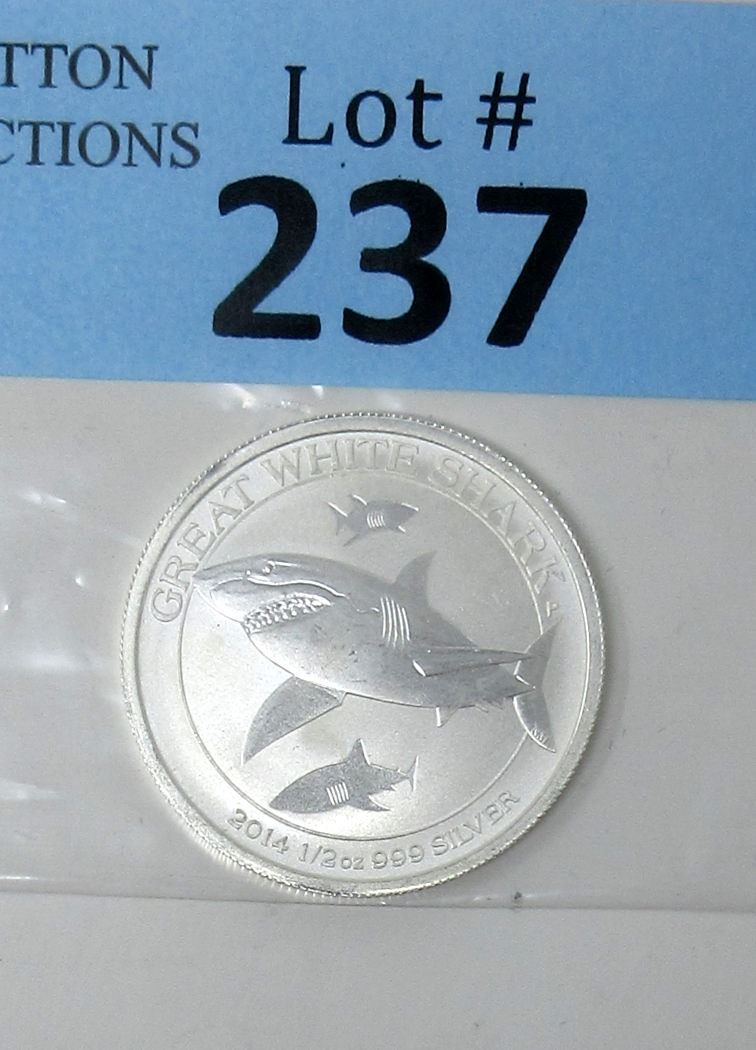 TTON
CTIONS
Lot #
237
GREAT WHITE SHARK
2014 1/2 oz 999 SILVER